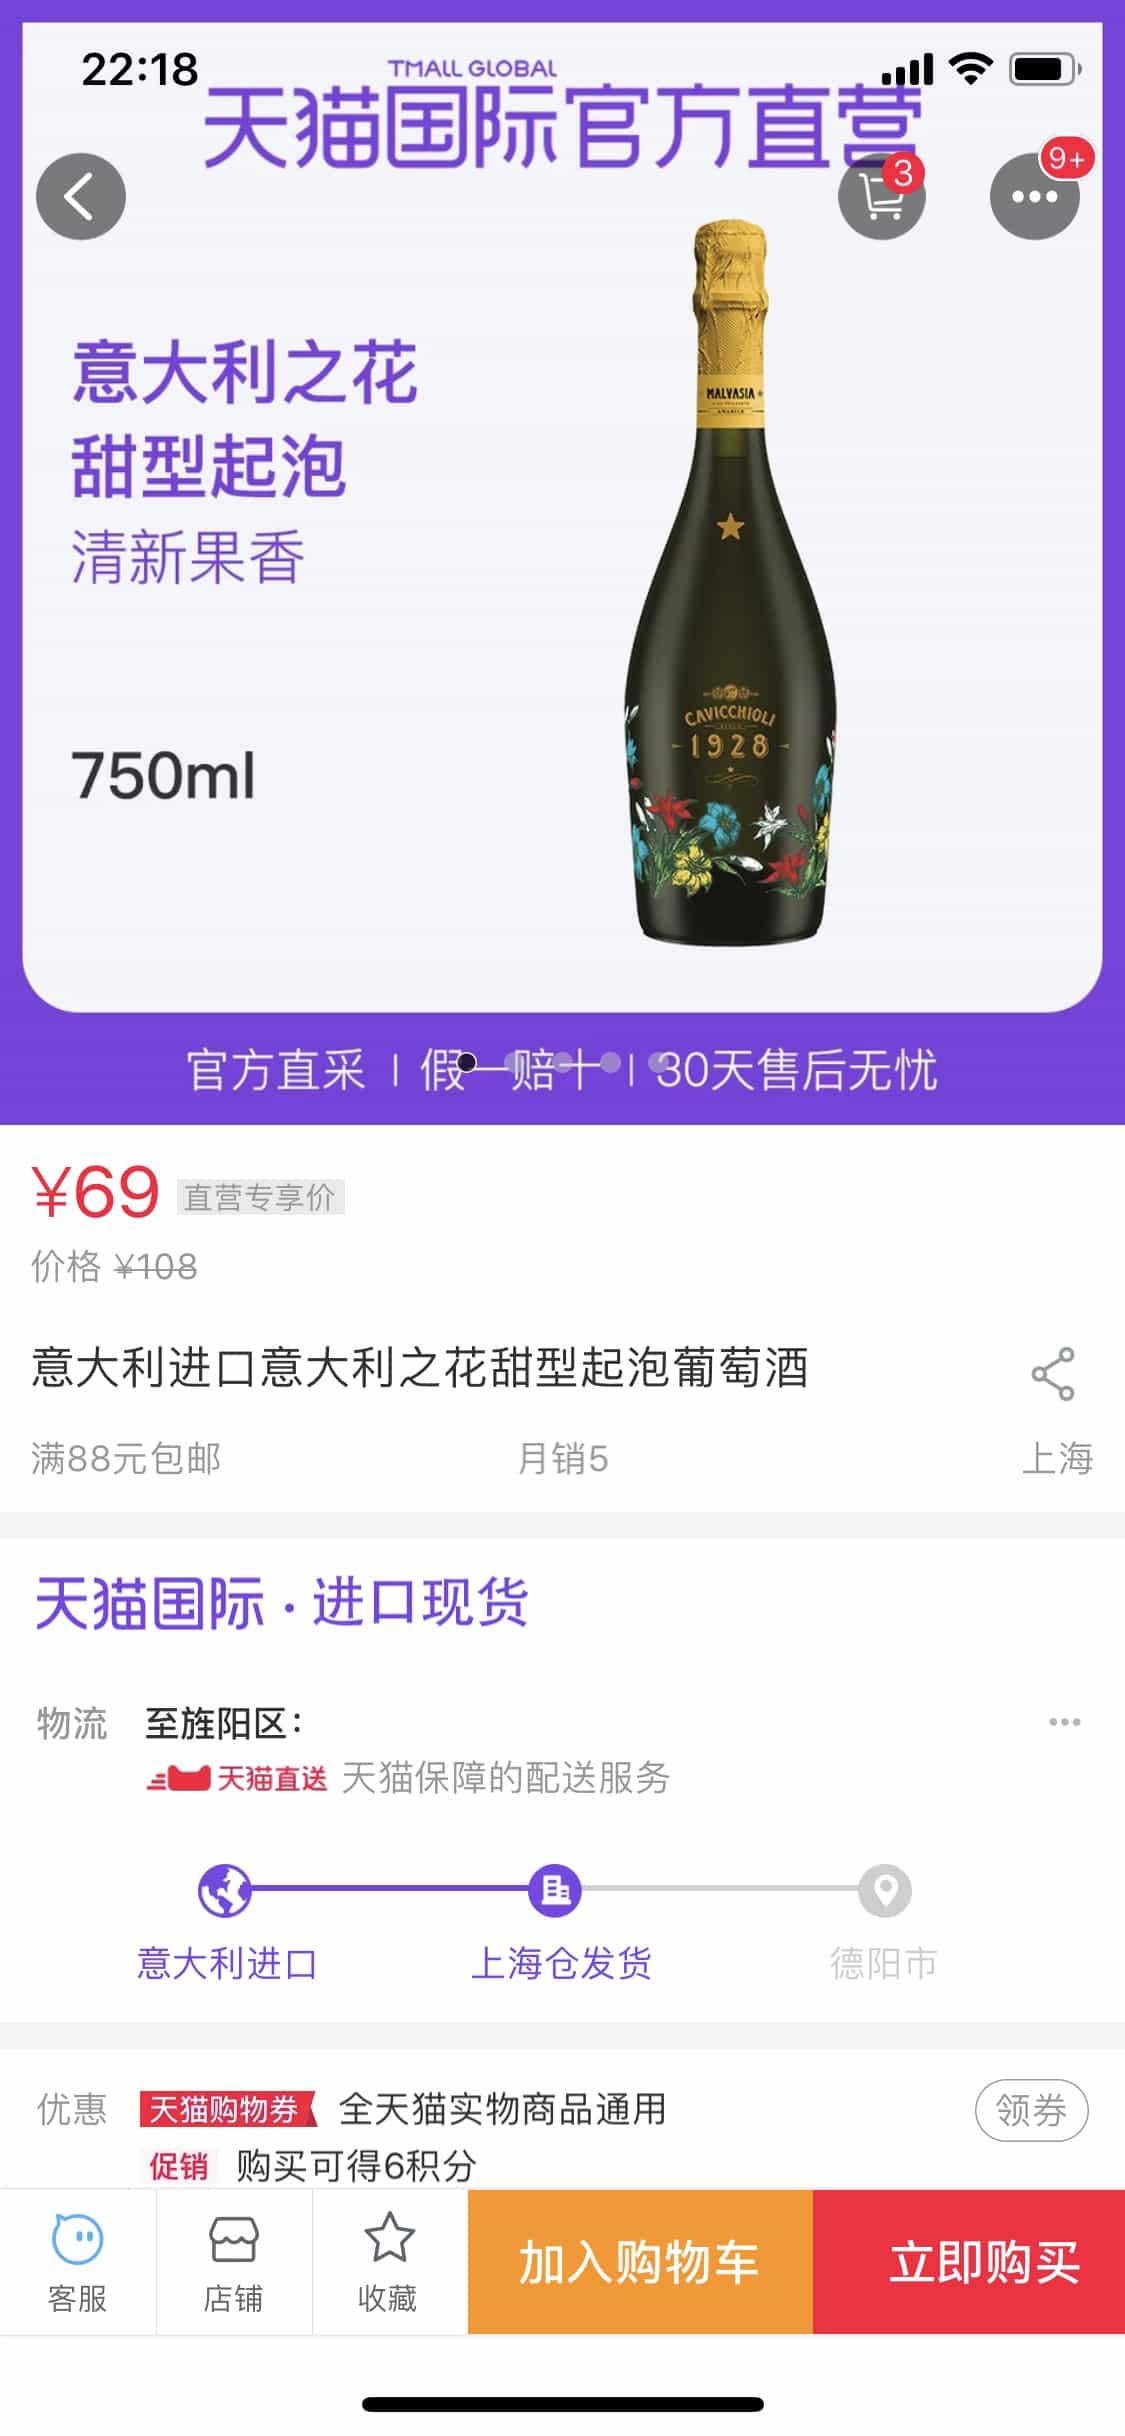 22:18
TMALL GLOBAL
天猫国际官方直营
3
9+
意大利之花
甜型起泡
清新果香
750ml
MALVASIA
AMABILE
CAVICCHIOLI
1928
官方直采 | 假一赔十 | 30天售后无忧
¥69 直营专享价
价格 ¥108
意大利进口意大利之花甜型起泡葡萄酒
满88元包邮 月销5 上海
天猫国际 · 进口现货
物流 至旌阳区：
天猫直送 天猫保障的配送服务
意大利进口 上海仓发货 德阳市
优惠 天猫购物券 全天猫实物商品通用 领券
促销 购买可得6积分
客服 店铺 收藏 加入购物车 立即购买